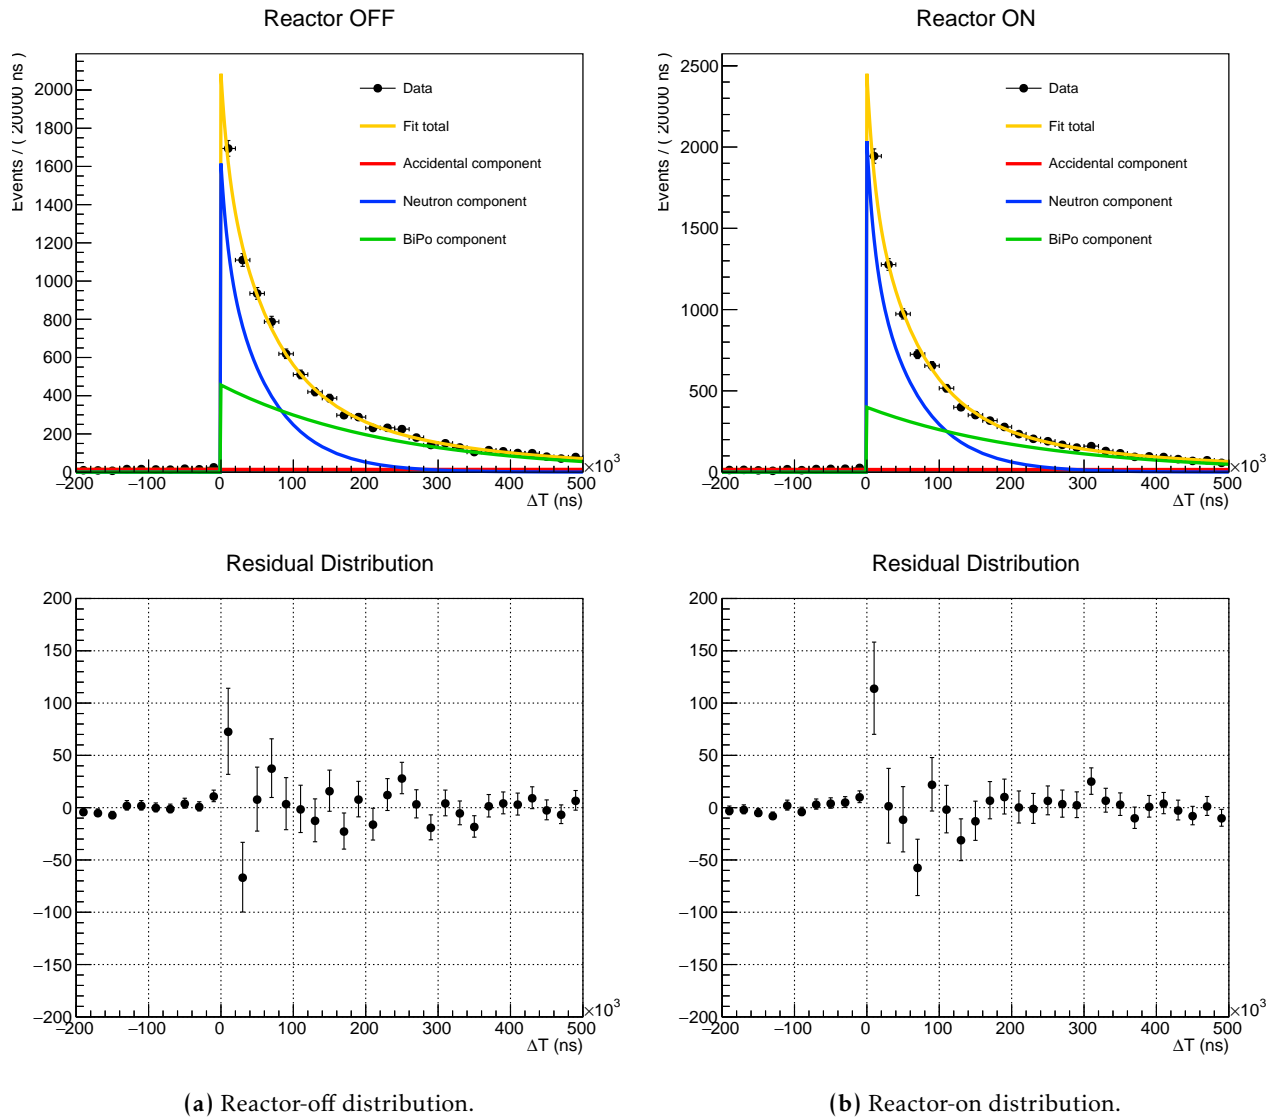 Reactor OFF
Events / ( 20000 ns )
2000
1800
1600
1400
1200
1000
800
600
400
200
0
Data
Fit total
Accidental component
Neutron component
BiPo component
−200 −100 0 100 200 300 400 500
×10³
ΔT (ns)
Reactor ON
Events / ( 20000 ns )
2500
2000
1500
1000
500
0
Data
Fit total
Accidental component
Neutron component
BiPo component
−200 −100 0 100 200 300 400 500
×10³
ΔT (ns)
Residual Distribution
200
150
100
50
0
−50
−100
−150
−200
−200 −100 0 100 200 300 400 500
×10³
ΔT (ns)
Residual Distribution
200
150
100
50
0
−50
−100
−150
−200
−200 −100 0 100 200 300 400 500
×10³
ΔT (ns)
(a) Reactor-off distribution.
(b) Reactor-on distribution.